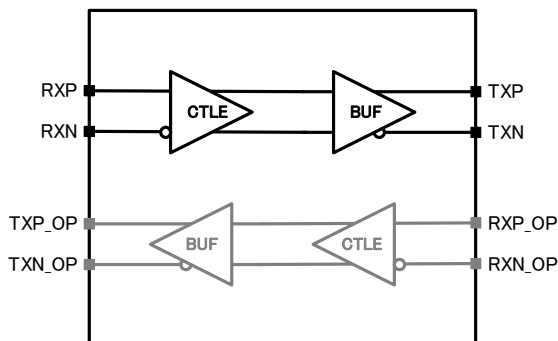 RXP
TXP
CTLE
BUF
RXN
TXN
TXP_OP
RXP_OP
BUF
CTLE
TXN_OP
RXN_OP